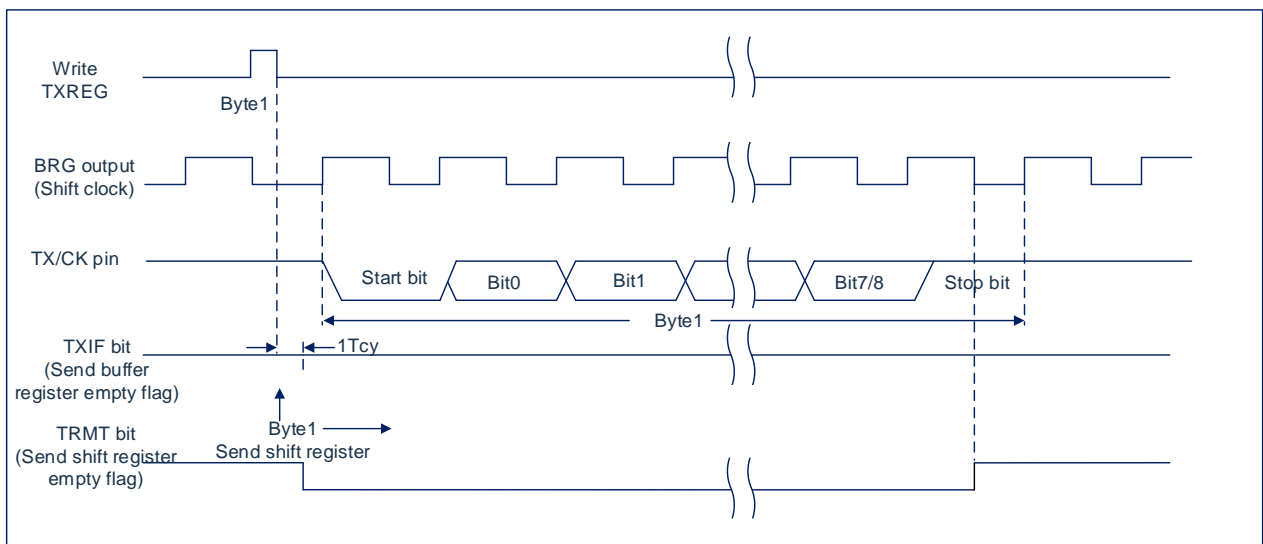 Write
TXREG
Byte1
BRG output
(Shift clock)
TX/CK pin
Start bit
Bit0
Bit1
Bit7/8
Stop bit
Byte1
TXIF bit
(Send buffer
register empty flag)
1Tcy
TRMT bit
(Send shift register
empty flag)
Byte1
Send shift register